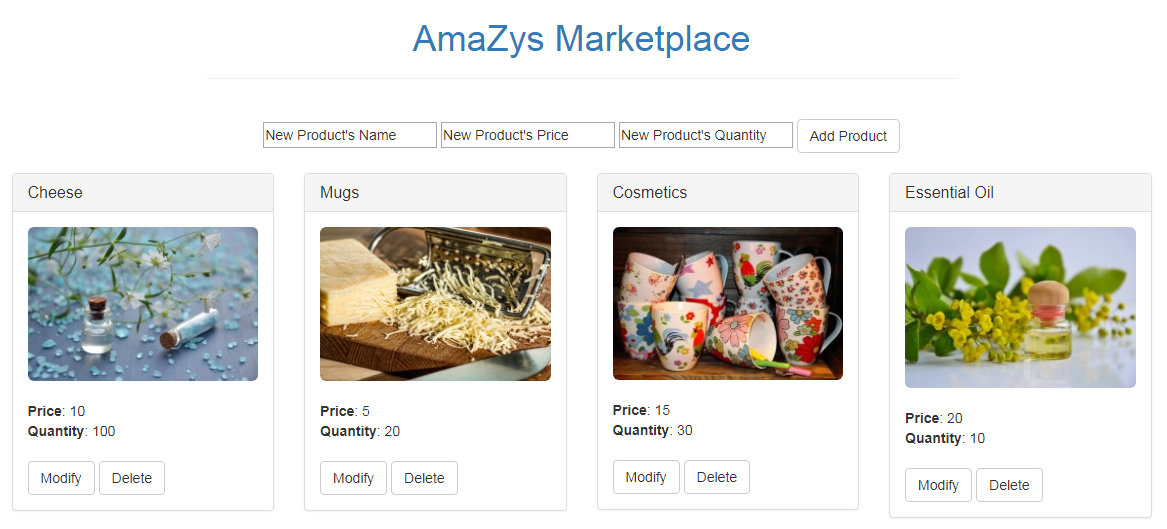 AmaZys Marketplace
New Product's Name New Product's Price New Product's Quantity Add Product
Cheese
Price: 10
Quantity: 100
Modify Delete
Mugs
Price: 5
Quantity: 20
Modify Delete
Cosmetics
Price: 15
Quantity: 30
Modify Delete
Essential Oil
Price: 20
Quantity: 10
Modify Delete